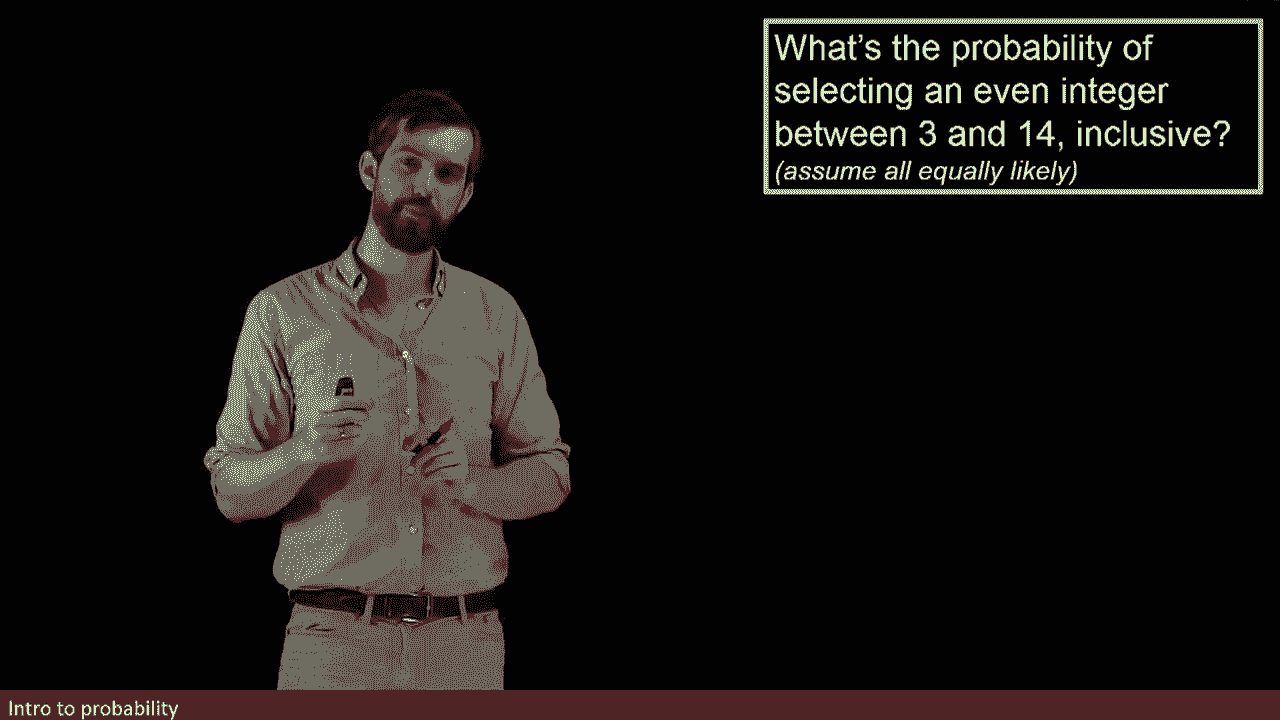 What's the probability of
selecting an even integer
between 3 and 14, inclusive?
(assume all equally likely)
Intro to probability